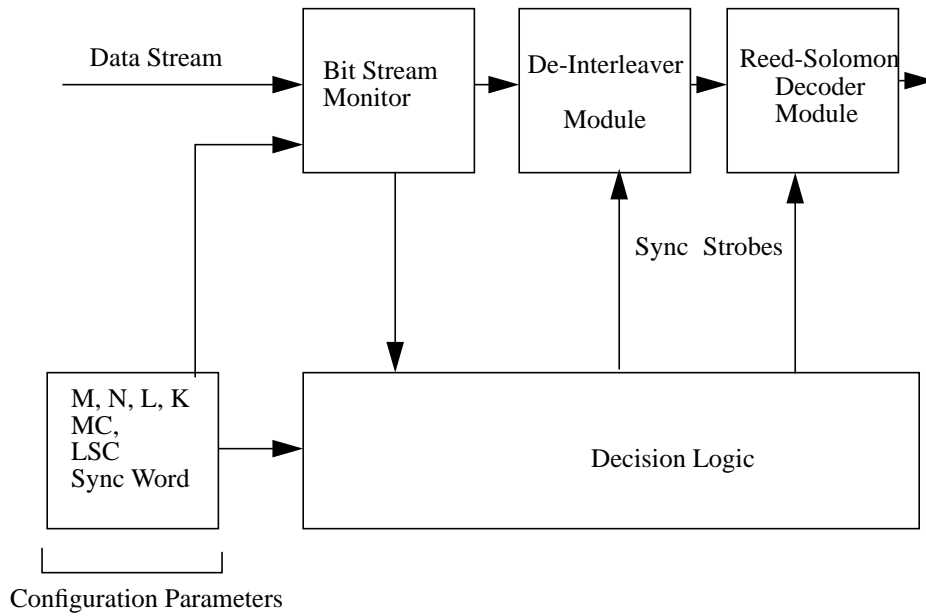 Data Stream
Bit Stream
Monitor
De-Interleaver
Module
Reed-Solomon
Decoder
Module
Sync Strobes
M, N, L, K
MC,
LSC
Sync Word
Decision Logic
Configuration Parameters